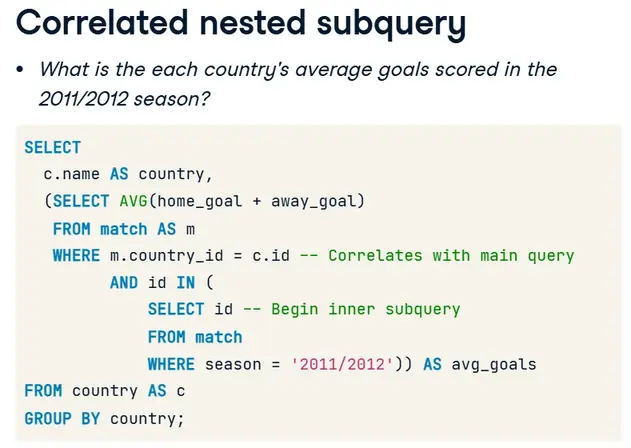 Correlated nested subquery
• What is the each country's average goals scored in the
2011/2012 season?
SELECT
c.name AS country,
(SELECT AVG(home_goal + away_goal)
FROM match AS m
WHERE m.country_id = c.id -- Correlates with main query
AND id IN (
SELECT id -- Begin inner subquery
FROM match
WHERE season = '2011/2012')) AS avg_goals
FROM country AS c
GROUP BY country;